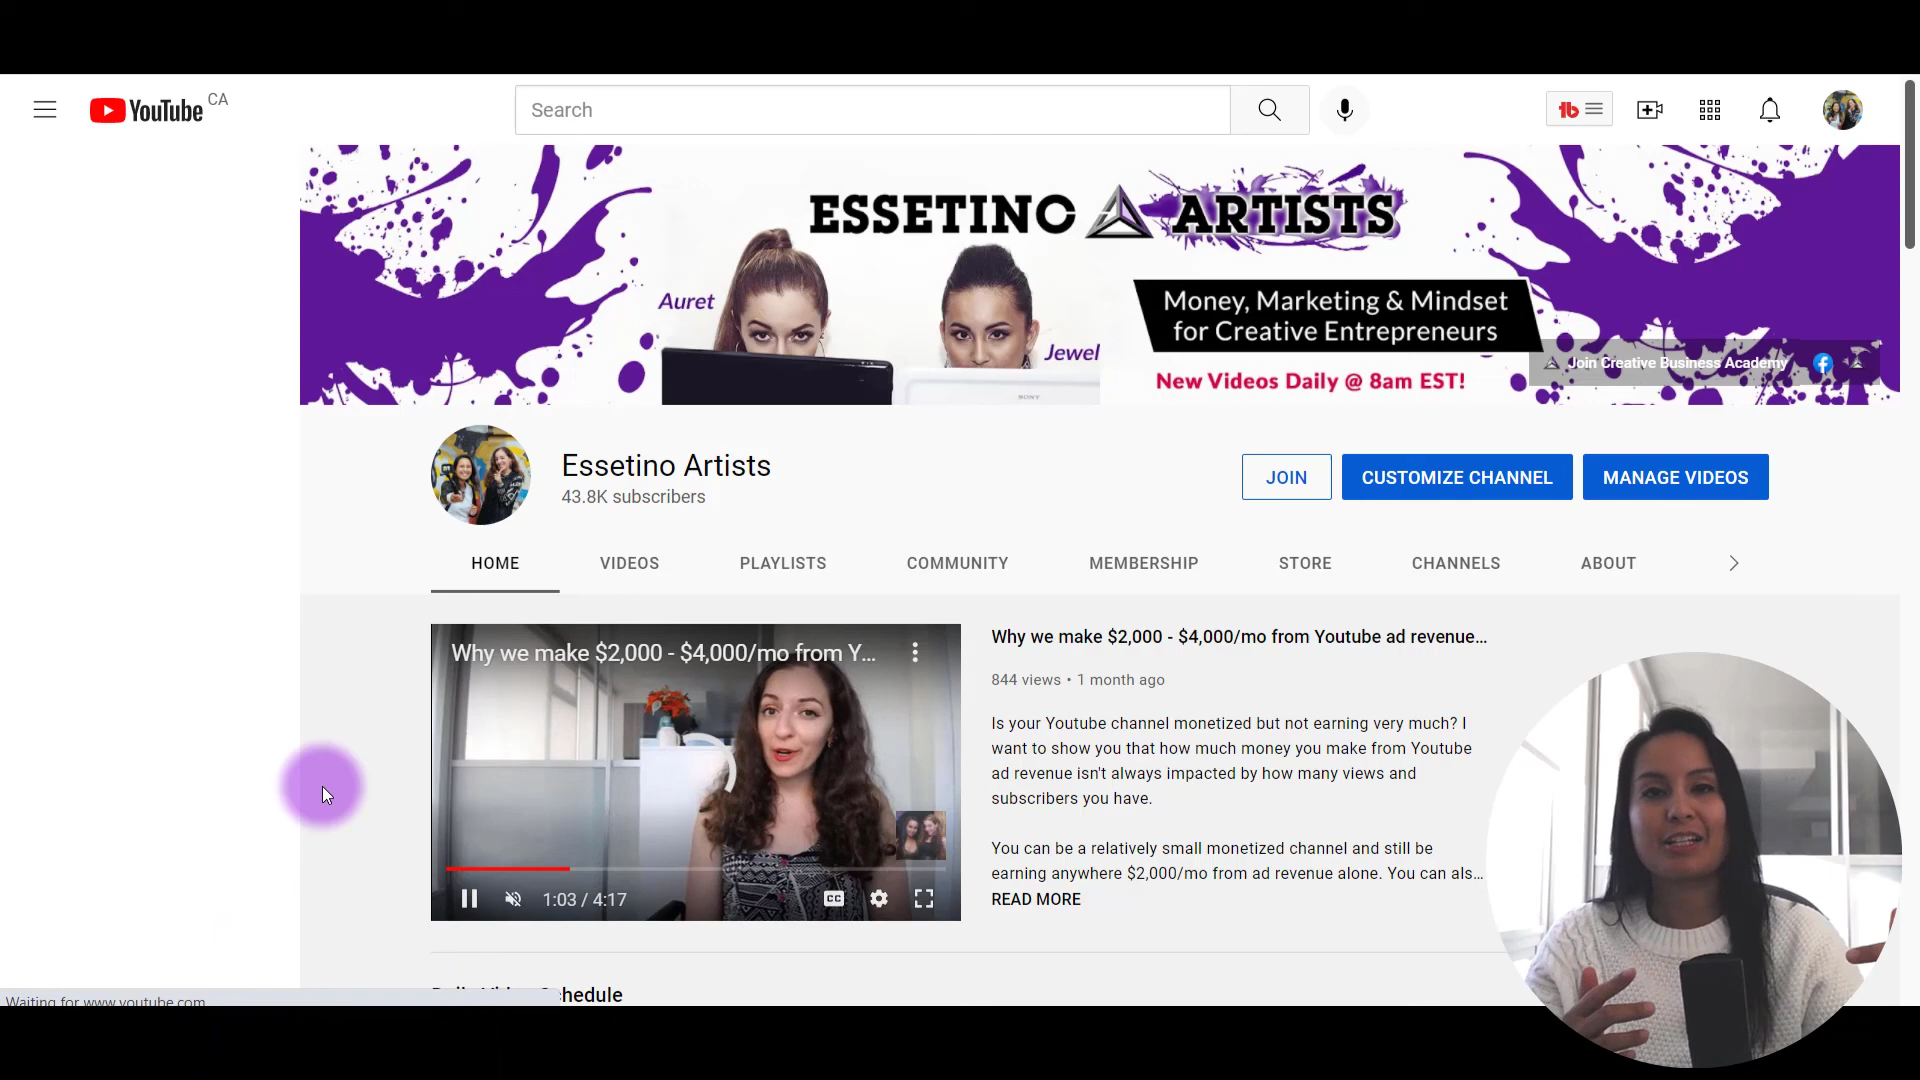 YouTube CA
Search
ESSETINO ARTISTS
Auret
Jewel
Money, Marketing & Mindset
for Creative Entrepreneurs
New Videos Daily @ 8am EST!
Join Creative Business Academy
SONY
Essetino Artists
43.8K subscribers
JOIN
CUSTOMIZE CHANNEL
MANAGE VIDEOS
HOME
VIDEOS
PLAYLISTS
COMMUNITY
MEMBERSHIP
STORE
CHANNELS
ABOUT
Why we make $2,000 - $4,000/mo from Y...
CC
1:03 / 4:17
Why we make $2,000 - $4,000/mo from Youtube ad revenue...
844 views • 1 month ago
Is your Youtube channel monetized but not earning very much? I
want to show you that how much money you make from Youtube
ad revenue isn't always impacted by how many views and
subscribers you have.
You can be a relatively small monetized channel and still be
earning anywhere $2,000/mo from ad revenue alone. You can als...
READ MORE
Waiting for www.youtube.com